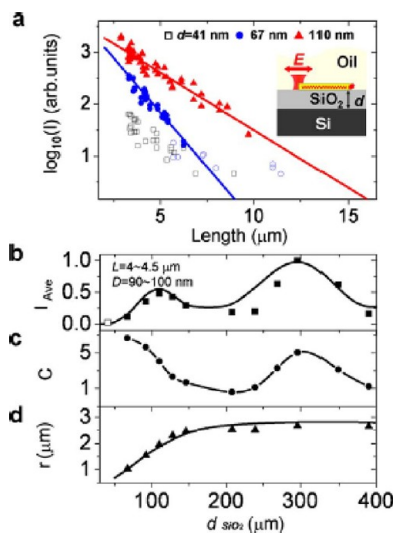 a
d=41 nm 67 nm 110 nm
log10(I) (arb.units)
3
2
1
E
Oil
SiO2
d
Si
5 10 15
Length (μm)
b
L=4~4.5 μm
D=90~100 nm
I Ave
1.0
0.5
0.0
c
C
5
1
d
r (μm)
3
2
1
100 200 300 400
d SiO2 (μm)